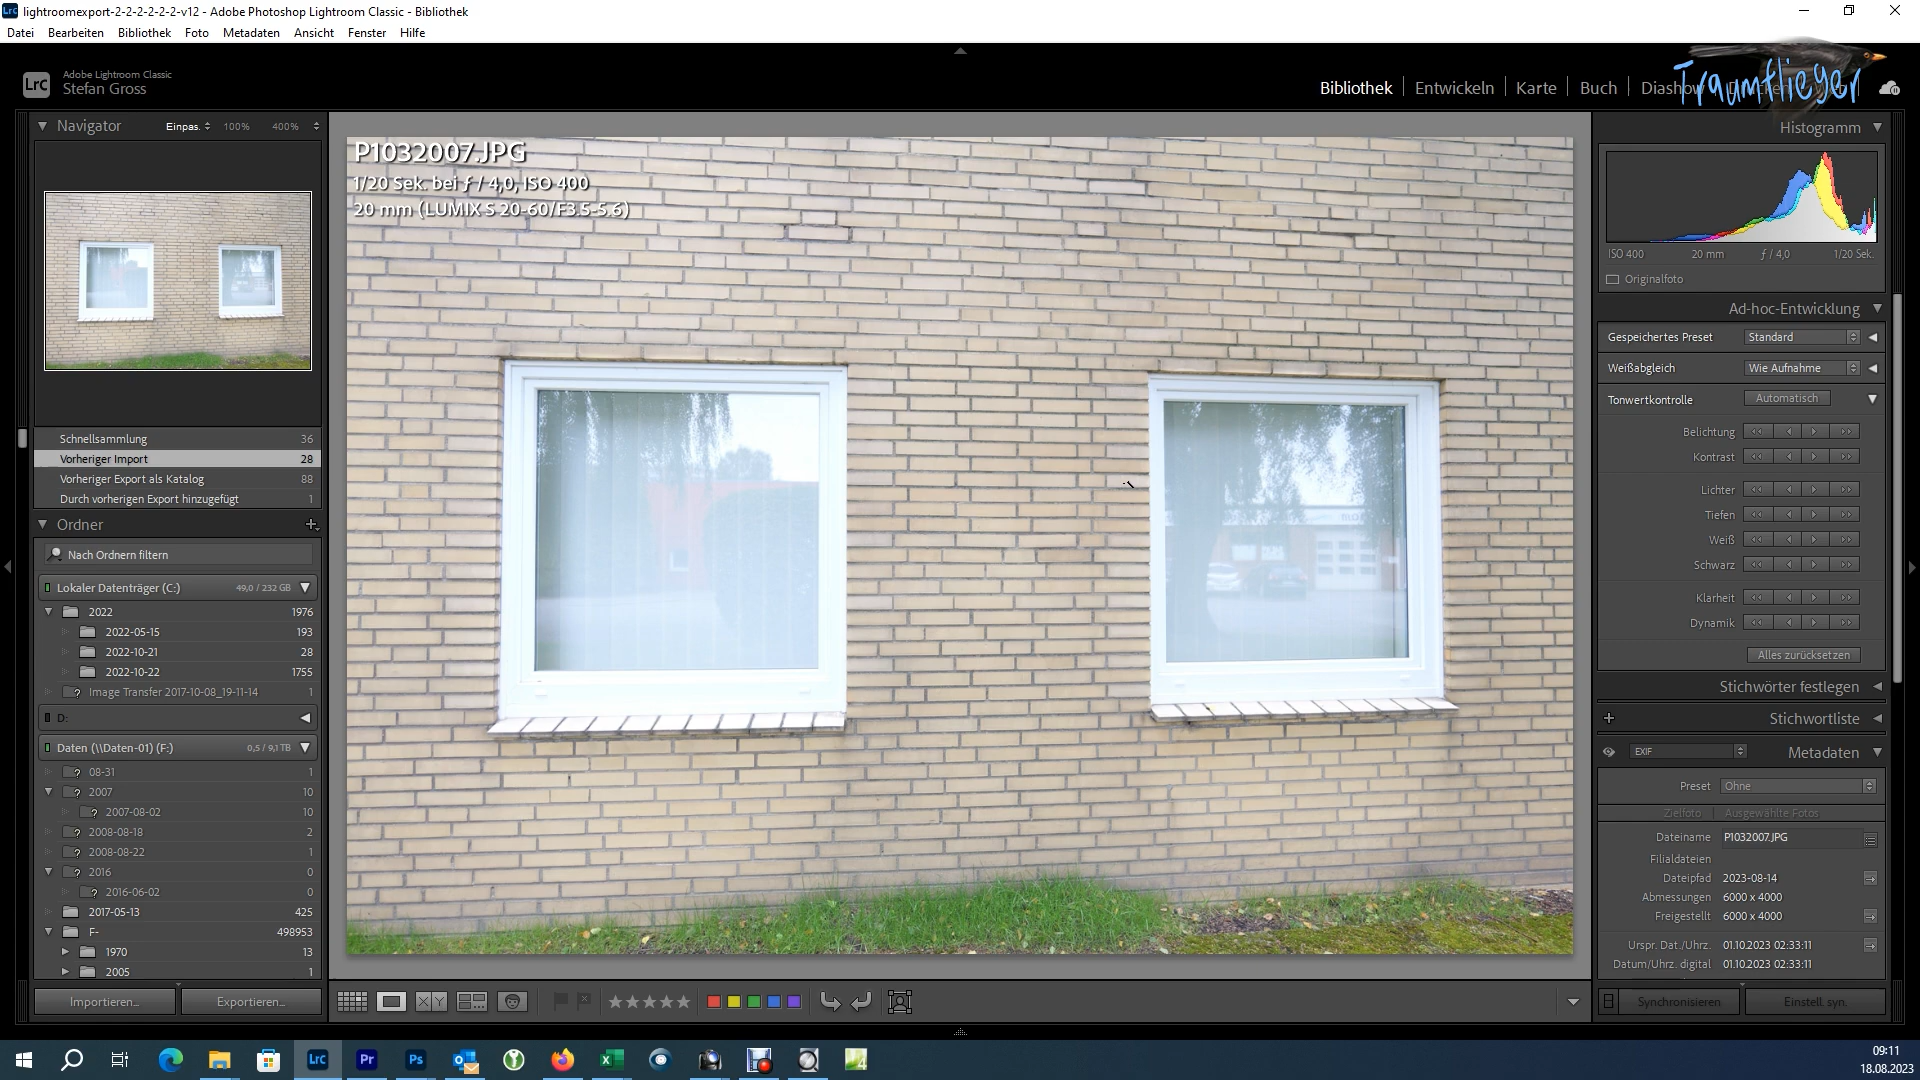 lightroomexport-2-2-2-2-2-2-v12 - Adobe Photoshop Lightroom Classic - Bibliothek
Datei Bearbeiten Bibliothek Foto Metadaten Ansicht Fenster Hilfe
LrC Adobe Lightroom Classic
Stefan Gross
Bibliothek Entwickeln Karte Buch Diashow
Traumflieger
Navigator Einpas. 100% 400%
P1032007.JPG
1/20 Sek. bei ƒ / 4,0, ISO 400
20 mm (LUMIX S 20-60/F3.5-5.6)
Schnellsammlung 36
Vorheriger Import 28
Vorheriger Export als Katalog 88
Durch vorherigen Export hinzugefügt 1
Ordner
Nach Ordnern filtern
Lokaler Datenträger (C:) 49,0 / 232 GB
2022 1976
2022-05-15 193
2022-10-21 28
2022-10-22 1755
Image Transfer 2017-10-08_19-11-14 1
D:
Daten (\\Daten-01) (F:) 0,5 / 9,1 TB
08-31 1
2007 10
2007-08-02 10
2008-08-18 2
2008-08-22 1
2016 0
2016-06-02 0
2017-05-13 425
F- 498953
1970 13
2005 1
Importieren... Exportieren...
XY
Histogramm
ISO 400 20 mm ƒ / 4,0 1/20 Sek.
Originalfoto
Ad-hoc-Entwicklung
Gespeichertes Preset Standard
Weißabgleich Wie Aufnahme
Tonwertkontrolle Automatisch
Belichtung
Kontrast
Lichter
Tiefen
Weiß
Schwarz
Klarheit
Dynamik
Alles zurücksetzen
Stichwörter festlegen
Stichwortliste
EXIF Metadaten
Preset Ohne
Zielfoto Ausgewählte Fotos
Dateiname P1032007.JPG
Filialdateien
Dateipfad 2023-08-14
Abmessungen 6000 x 4000
Freigestellt 6000 x 4000
Urspr. Dat./Uhrz. 01.10.2023 02:33:11
Datum/Uhrz. digital 01.10.2023 02:33:11
Synchronisieren Einstell. syn.
LrC Pr Ps
09:11
18.08.2023